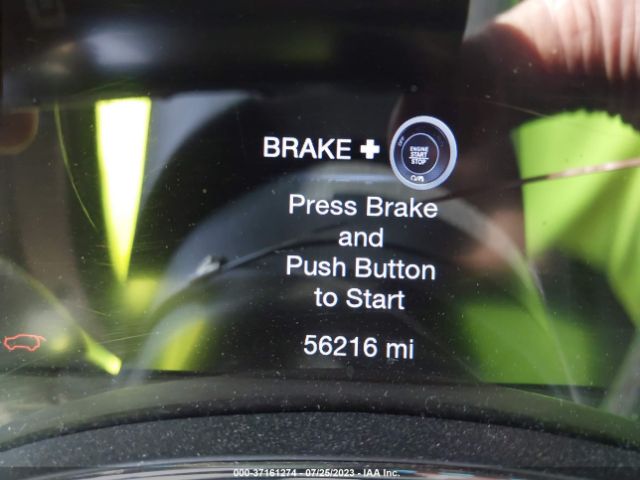 BRAKE +
ENGINE
START
STOP
Press Brake
and
Push Button
to Start
56216 mi
000-37161274 - 07/25/2023 - IAA Inc.